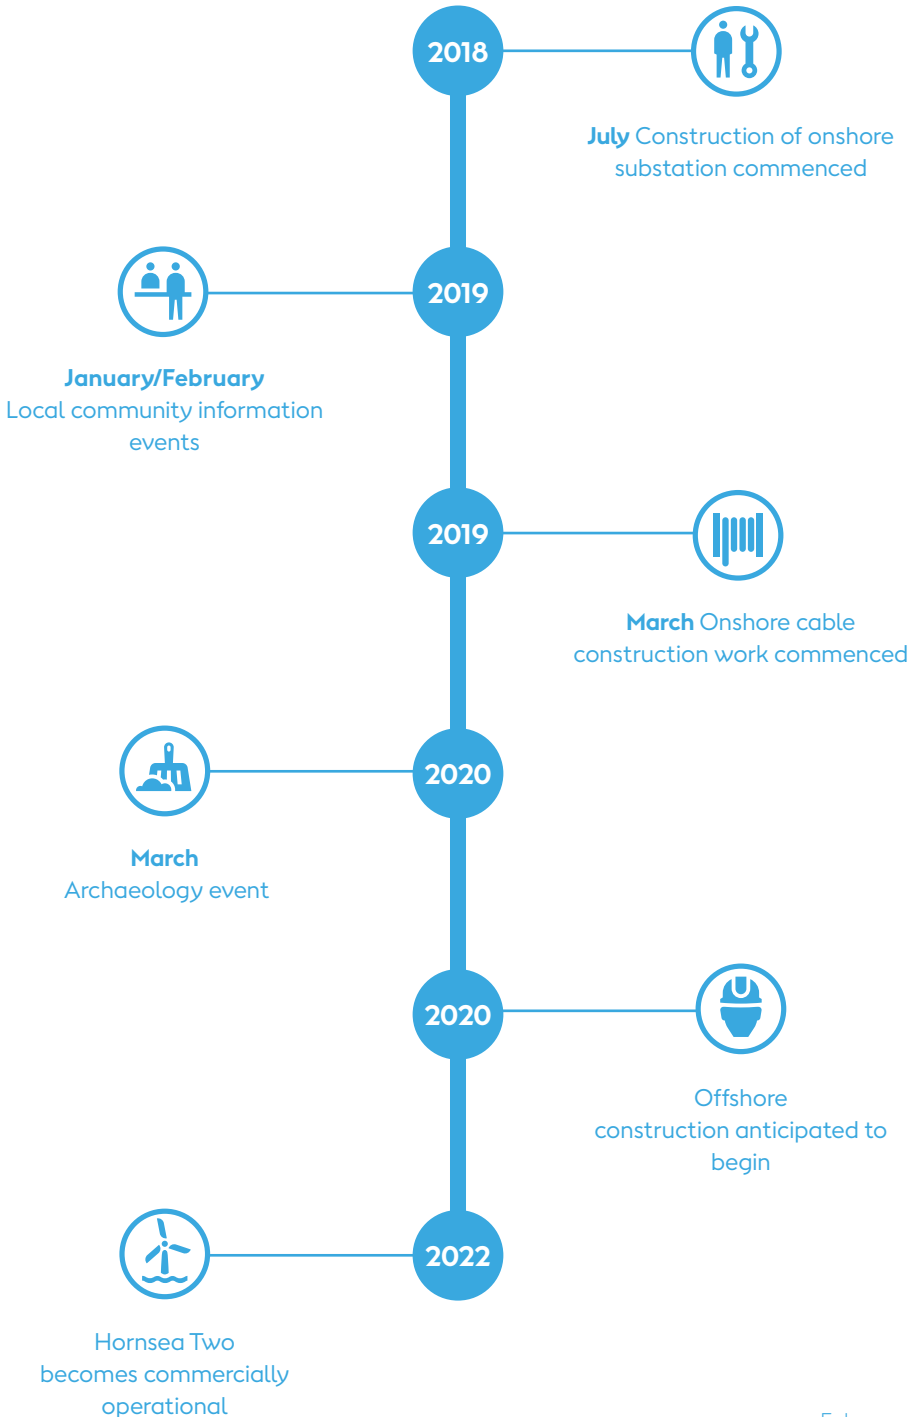 2018
July Construction of onshore
substation commenced
2019
January/February
Local community information
events
2019
March Onshore cable
construction work commenced
2020
March
Archaeology event
2020
Offshore
construction anticipated to
begin
2022
Hornsea Two
becomes commercially
operational